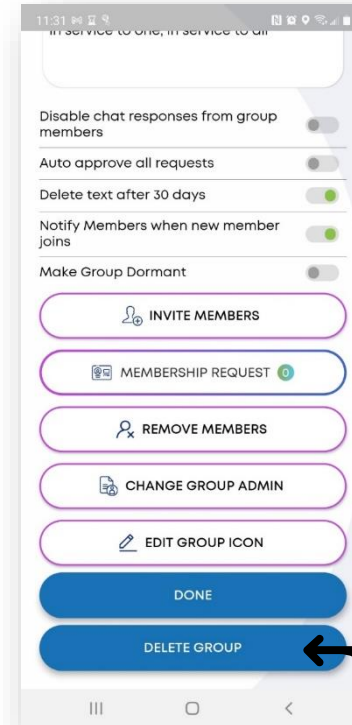 11:31
in service to one, in service to all
Disable chat responses from group
members
Auto approve all requests
Delete text after 30 days
Notify Members when new member
joins
Make Group Dormant
INVITE MEMBERS
MEMBERSHIP REQUEST 0
REMOVE MEMBERS
CHANGE GROUP ADMIN
EDIT GROUP ICON
DONE
DELETE GROUP